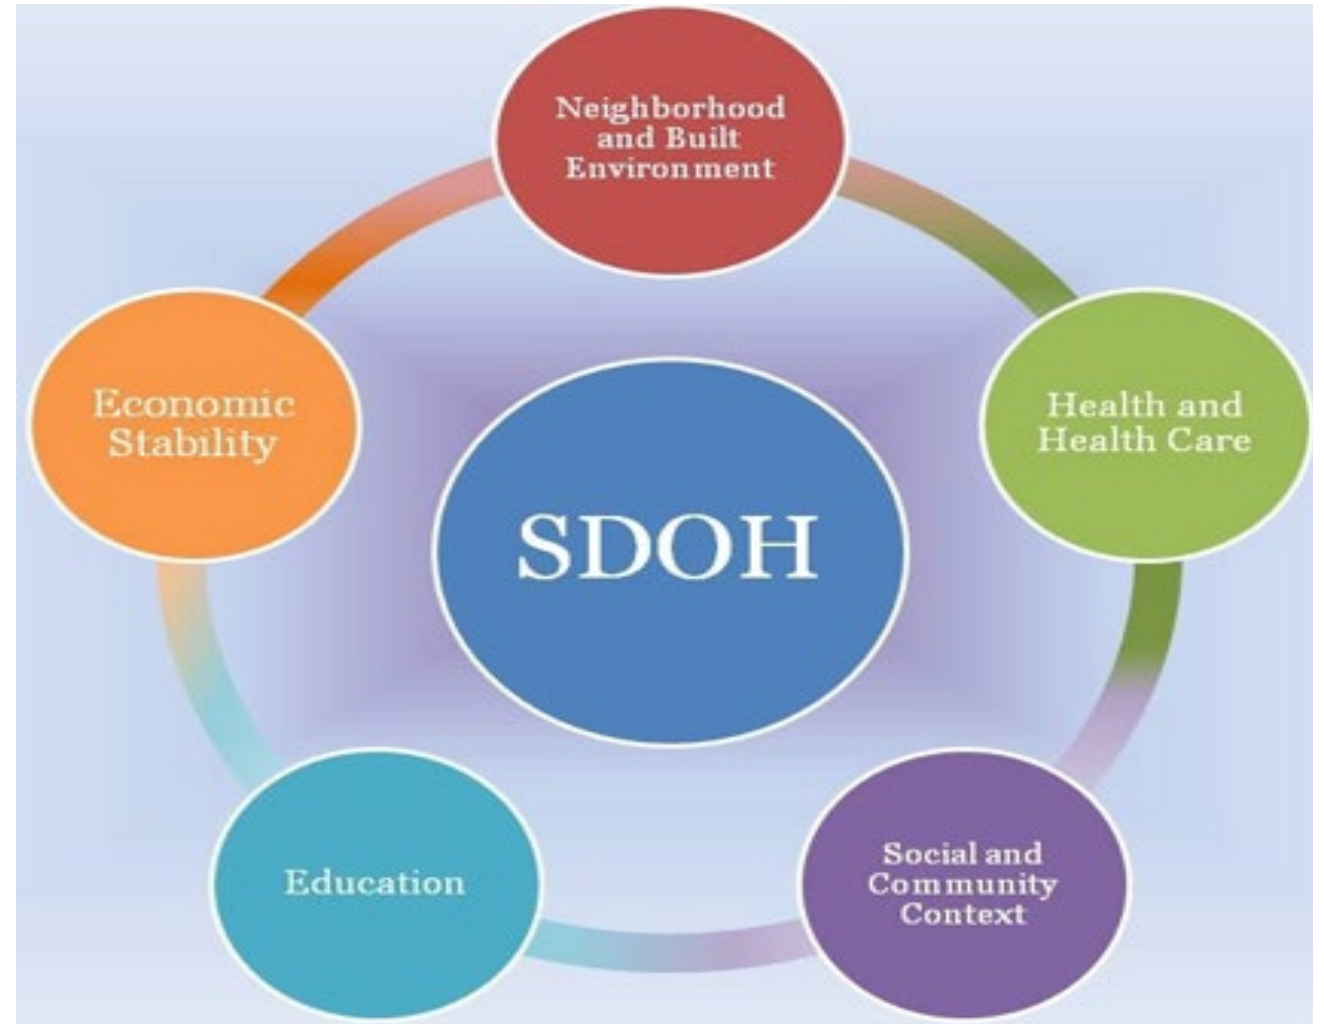 Neighborhood
and Built
Environment
Economic
Stability
Health and
Health Care
SDOH
Education
Social and
Community
Context